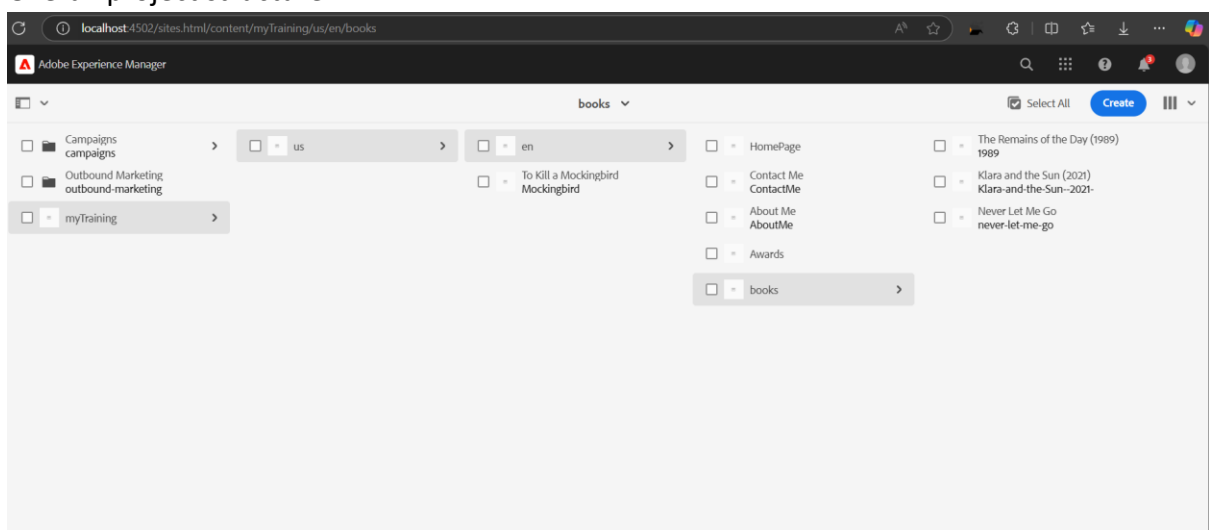 localhost:4502/sites.html/content/myTraining/us/en/books
Adobe Experience Manager
3
books
Select All
Create
Campaigns
campaigns
Outbound Marketing
outbound-marketing
myTraining
us
en
To Kill a Mockingbird
Mockingbird
HomePage
Contact Me
ContactMe
About Me
AboutMe
Awards
books
The Remains of the Day (1989)
1989
Klara and the Sun (2021)
Klara-and-the-Sun--2021-
Never Let Me Go
never-let-me-go